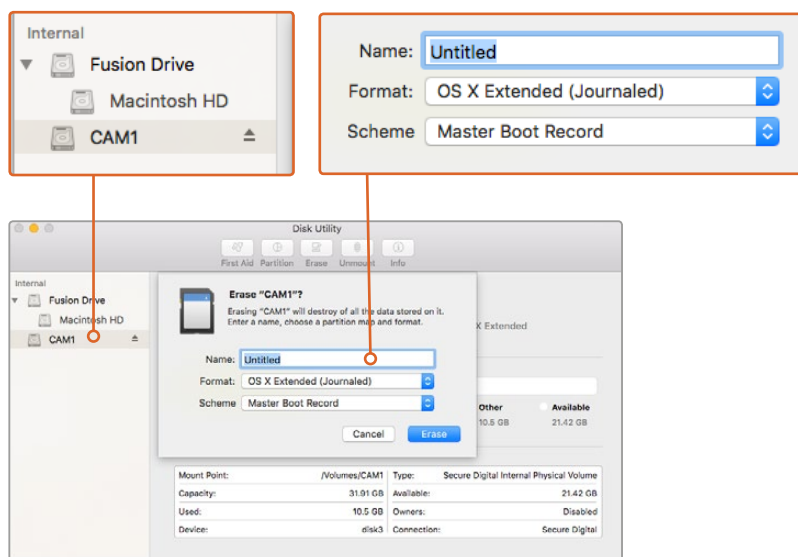 Internal
Fusion Drive
Macintosh HD
CAM1
Name: Untitled
Format: OS X Extended (Journaled)
Scheme Master Boot Record
Disk Utility
First Aid Partition Erase Unmount Info
Internal
Fusion Drive
Macintosh HD
CAM1
Erase "CAM1"?
Erasing "CAM1" will destroy of all the data stored on it.
Enter a name, choose a partition map and format.
X Extended
Name: Untitled
Format: OS X Extended (Journaled)
Scheme Master Boot Record
Cancel Erase
Other Available
10.5 GB 21.42 GB
Mount Point: /Volumes/CAM1 Type: Secure Digital Internal Physical Volume
Capacity: 31.91 GB Available: 21.42 GB
Used: 10.5 GB Owners: Disabled
Device: disk3 Connection: Secure Digital